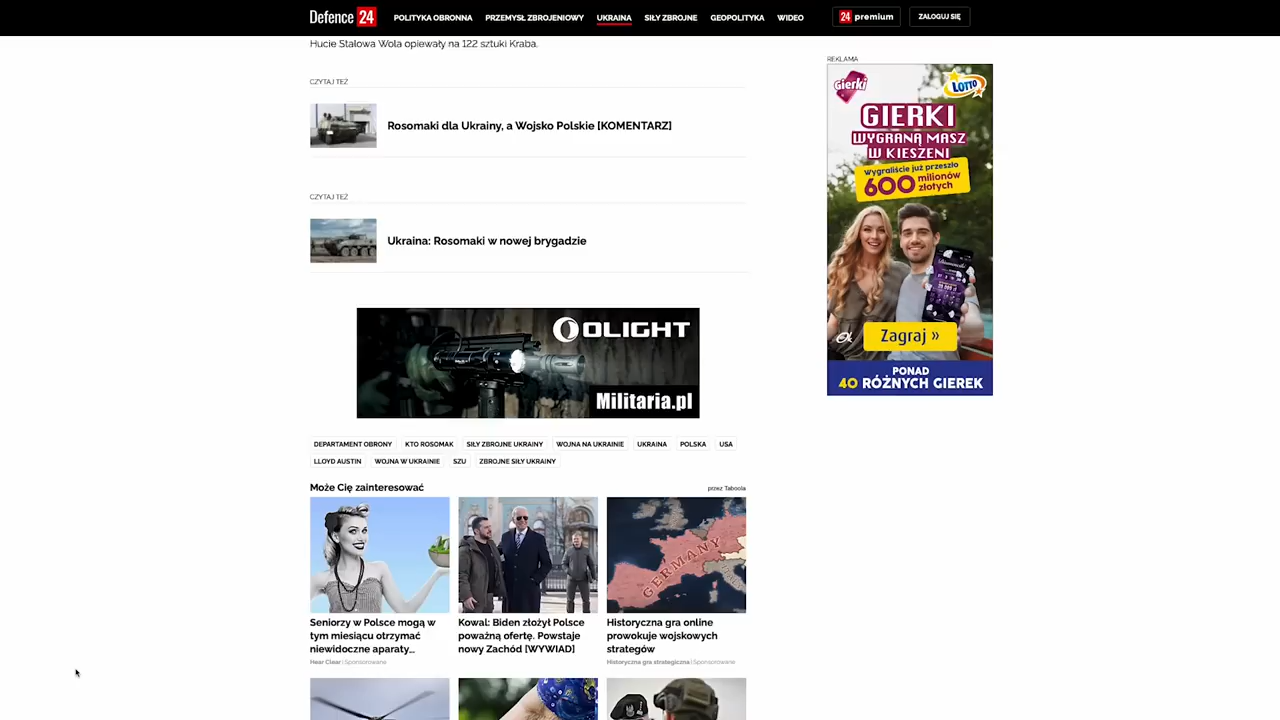 Defence 24
POLITYKA OBRONNA
PRZEMYSŁ ZBROJENIOWY
UKRAINA
SIŁY ZBROJNE
GEOPOLITYKA
WIDEO
24 premium
ZALOGUJ SIĘ
Hucie Stalowa Wola opiewały na 122 sztuki Kraba.
CZYTAJ TEŻ
Rosomaki dla Ukrainy, a Wojsko Polskie [KOMENTARZ]
CZYTAJ TEŻ
Ukraina: Rosomaki w nowej brygadzie
OLIGHT
Militaria.pl
DEPARTAMENT OBRONY
KTO ROSOMAK
SIŁY ZBROJNE UKRAINY
WOJNA NA UKRAINIE
UKRAINA
POLSKA
USA
LLOYD AUSTIN
WOJNA W UKRAINIE
SZU
ZBROJNE SIŁY UKRAINY
Może Cię zainteresować
przez Taboola
Seniorzy w Polsce mogą w
tym miesiącu otrzymać
niewidoczne aparaty...
Hear Clear | Sponsorowane
Kowal: Biden złożył Polsce
poważną ofertę. Powstaje
nowy Zachód [WYWIAD]
GERMANY
Historyczna gra online
prowokuje wojskowych
strategów
Historyczna gra strategiczna | Sponsorowane
REKLAMA
Gierki
LOTTO
GIERKI
WYGRANĄ MASZ
W KIESZENI
Wygraliście już przeszło
600 milionów
złotych
Zagraj »
PONAD
40 RÓŻNYCH GIEREK